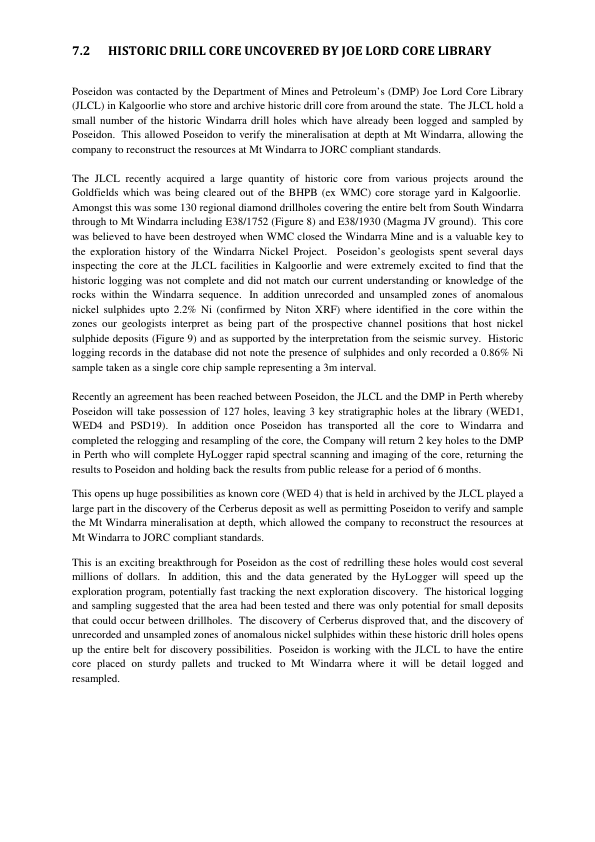 7.2 HISTORIC DRILL CORE UNCOVERED BY JOE LORD CORE LIBRARY
Poseidon was contacted by the Department of Mines and Petroleum's (DMP) Joe Lord Core Library
(JLCL) in Kalgoorlie who store and archive historic drill core from around the state. The JLCL hold a
small number of the historic Windarra drill holes which have already been logged and sampled by
Poseidon. This allowed Poseidon to verify the mineralisation at depth at Mt Windarra, allowing the
company to reconstruct the resources at Mt Windarra to JORC compliant standards.
The JLCL recently acquired a large quantity of historic core from various projects around the
Goldfields which was being cleared out of the BHPB (ex WMC) core storage yard in Kalgoorlie.
Amongst this was some 130 regional diamond drillholes covering the entire belt from South Windarra
through to Mt Windarra including E38/1752 (Figure 8) and E38/1930 (Magma JV ground). This core
was believed to have been destroyed when WMC closed the Windarra Mine and is a valuable key to
the exploration history of the Windarra Nickel Project. Poseidon's geologists spent several days
inspecting the core at the JLCL facilities in Kalgoorlie and were extremely excited to find that the
historic logging was not complete and did not match our current understanding or knowledge of the
rocks within the Windarra sequence. In addition unrecorded and unsampled zones of anomalous
nickel sulphides upto 2.2% Ni (confirmed by Niton XRF) where identified in the core within the
zones our geologists interpret as being part of the prospective channel positions that host nickel
sulphide deposits (Figure 9) and as supported by the interpretation from the seismic survey. Historic
logging records in the database did not note the presence of sulphides and only recorded a 0.86% Ni
sample taken as a single core chip sample representing a 3m interval.
Recently an agreement has been reached between Poseidon, the JLCL and the DMP in Perth whereby
Poseidon will take possession of 127 holes, leaving 3 key stratigraphic holes at the library (WED1,
WED4 and PSD19). In addition once Poseidon has transported all the core to Windarra and
completed the relogging and resampling of the core, the Company will return 2 key holes to the DMP
in Perth who will complete HyLogger rapid spectral scanning and imaging of the core, returning the
results to Poseidon and holding back the results from public release for a period of 6 months.
This opens up huge possibilities as known core (WED 4) that is held in archived by the JLCL played a
large part in the discovery of the Cerberus deposit as well as permitting Poseidon to verify and sample
the Mt Windarra mineralisation at depth, which allowed the company to reconstruct the resources at
Mt Windarra to JORC compliant standards.
This is an exciting breakthrough for Poseidon as the cost of redrilling these holes would cost several
millions of dollars. In addition, this and the data generated by the HyLogger will speed up the
exploration program, potentially fast tracking the next exploration discovery. The historical logging
and sampling suggested that the area had been tested and there was only potential for small deposits
that could occur between drillholes. The discovery of Cerberus disproved that, and the discovery of
unrecorded and unsampled zones of anomalous nickel sulphides within these historic drill holes opens
up the entire belt for discovery possibilities. Poseidon is working with the JLCL to have the entire
core placed on sturdy pallets and trucked to Mt Windarra where it will be detail logged and
resampled.